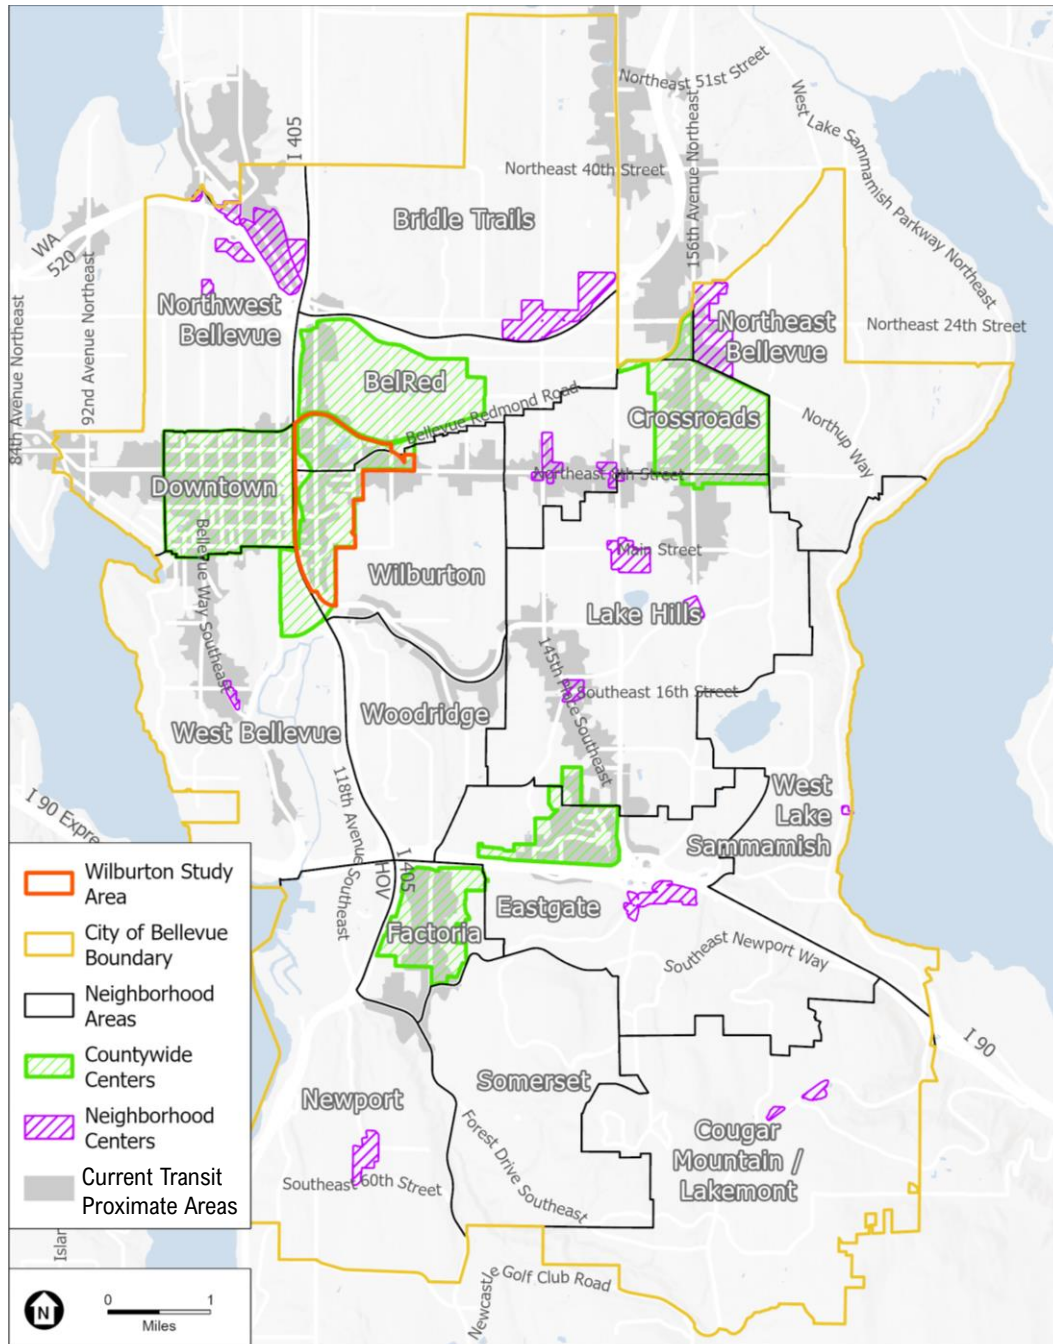 Northeast 51st Street
West Lake Sammamish Parkway Northeast
I 405
156th Avenue Northeast
Northeast 40th Street
Bridle Trails
WA
520
92nd Avenue Northeast
84th Avenue Northeast
Northwest
Bellevue
Northeast
Bellevue
Northeast 24th Street
BelRed
Bellevue Redmond Road
Crossroads
Northup Way
Downtown
Northeast 8th Street
Bellevue Way Southeast
Main Street
Wilburton
Lake Hills
145th Place Southeast
Southeast 16th Street
Woodridge
West Bellevue
118th Avenue Southeast
West
Lake
Sammamish
I 90 Expre
I 405
HOV
Eastgate
Factoria
Southeast Newport Way
I 90
Somerset
Newport
Forest Drive Southeast
Cougar
Mountain /
Lakemont
Southeast 60th Street
Golf Club Road
Newcastle
Islan
Wilburton Study
Area
City of Bellevue
Boundary
Neighborhood
Areas
Countywide
Centers
Neighborhood
Centers
Current Transit
Proximate Areas
N
0 1
Miles